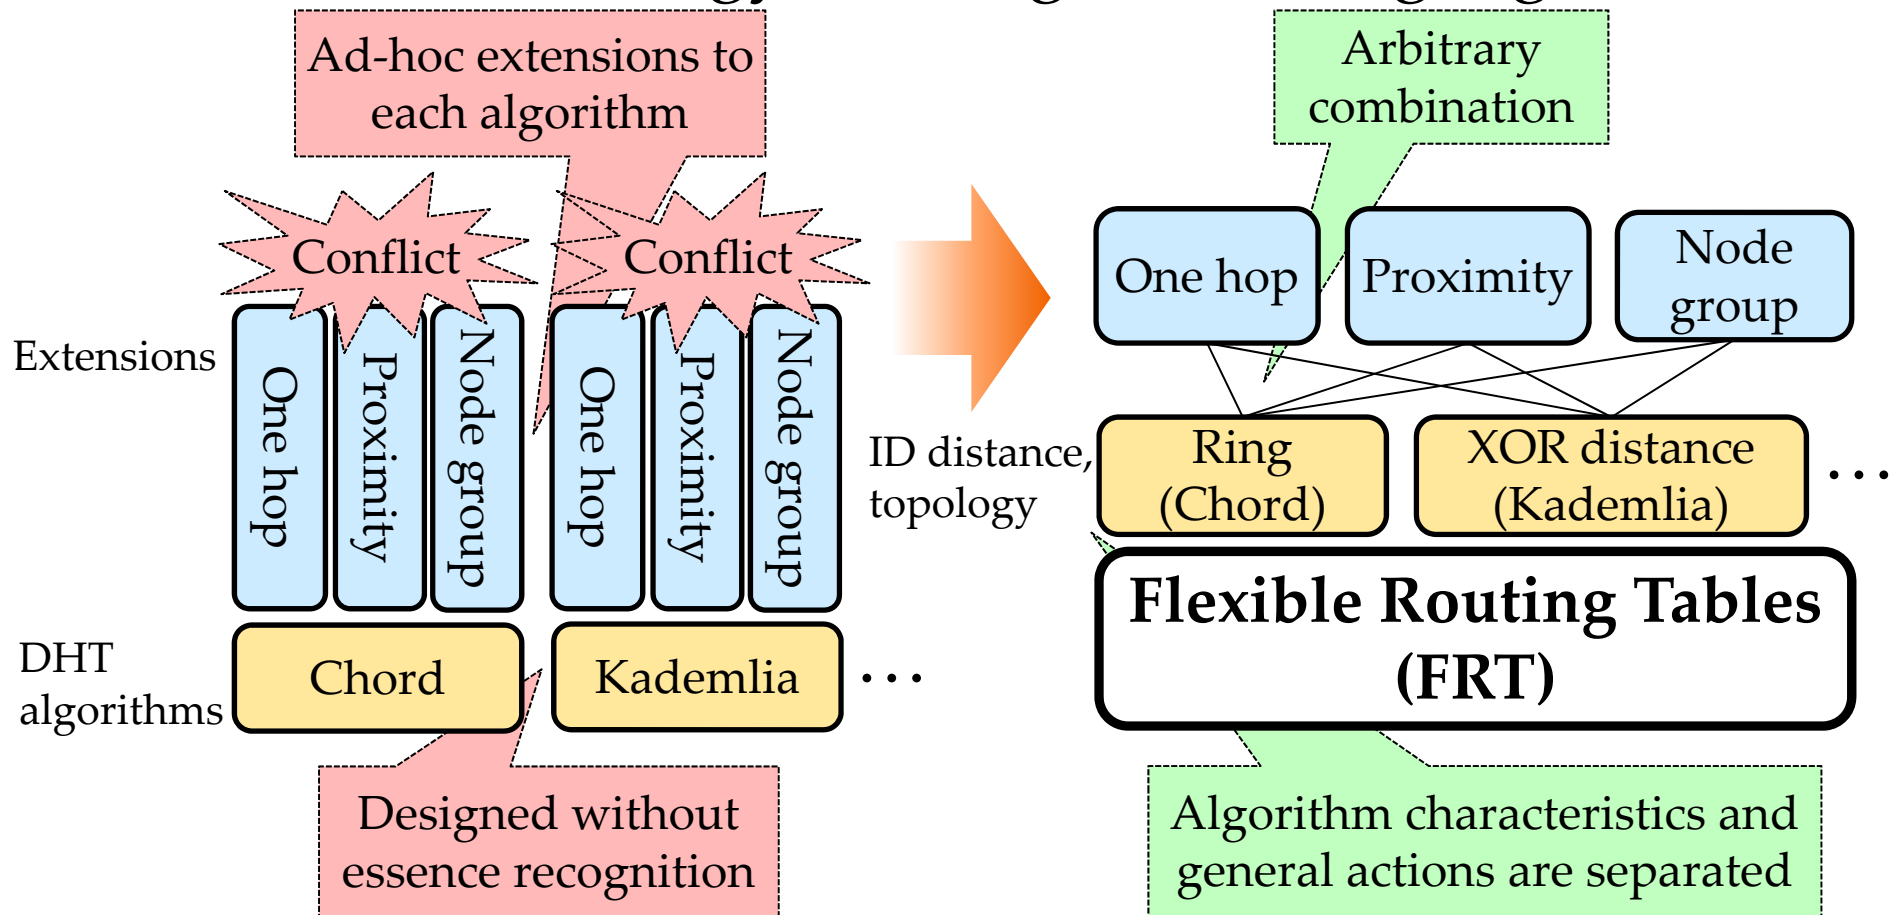 Ad-hoc extensions to
each algorithm
Conflict
Conflict
Extensions
One hop
Proximity
Node group
One hop
Proximity
Node group
DHT
algorithms
Chord
Kademlia
...
Designed without
essence recognition
Arbitrary
combination
One hop
Proximity
Node
group
ID distance,
topology
Ring
(Chord)
XOR distance
(Kademlia)
...
Flexible Routing Tables
(FRT)
Algorithm characteristics and
general actions are separated